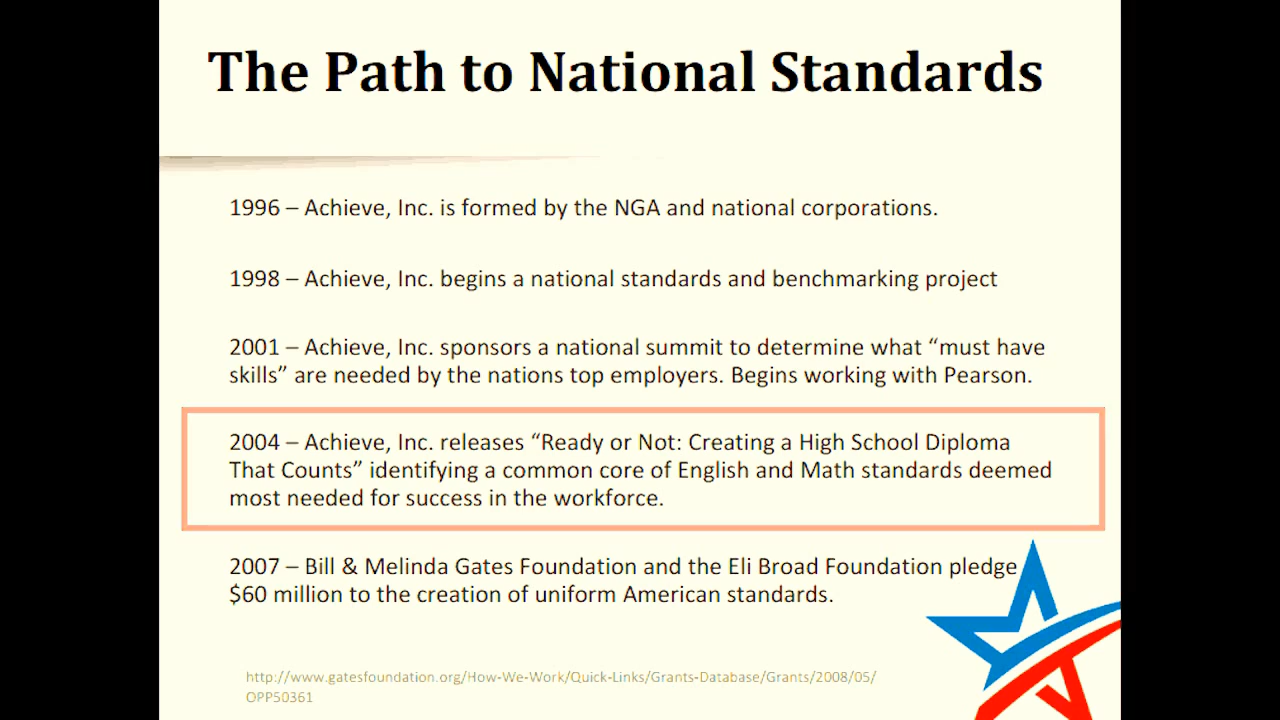 The Path to National Standards
1996 – Achieve, Inc. is formed by the NGA and national corporations.
1998 – Achieve, Inc. begins a national standards and benchmarking project
2001 – Achieve, Inc. sponsors a national summit to determine what “must have
skills” are needed by the nations top employers. Begins working with Pearson.
2004 – Achieve, Inc. releases “Ready or Not: Creating a High School Diploma
That Counts” identifying a common core of English and Math standards deemed
most needed for success in the workforce.
2007 – Bill & Melinda Gates Foundation and the Eli Broad Foundation pledge
$60 million to the creation of uniform American standards.
http://www.gatesfoundation.org/How-We-Work/Quick-Links/Grants-Database/Grants/2008/05/
OPP50361